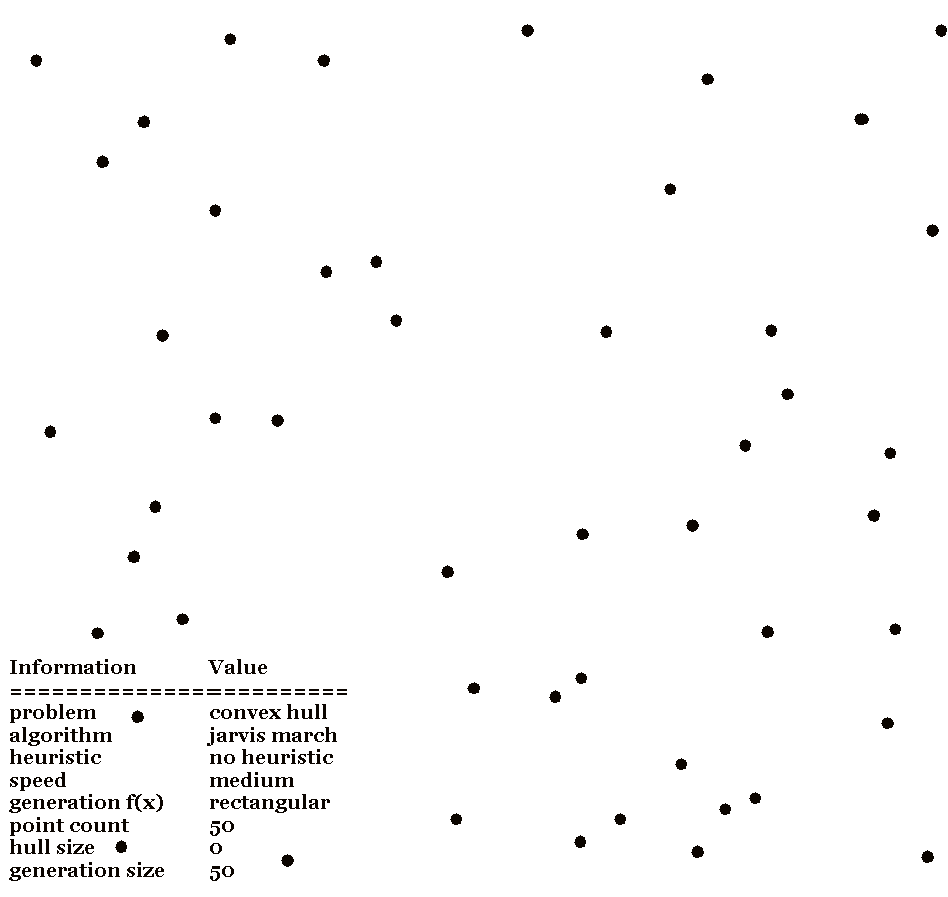 Information Value
========================
problem convex hull
algorithm jarvis march
heuristic no heuristic
speed medium
generation f(x) rectangular
point count 50
hull size 0
generation size 50